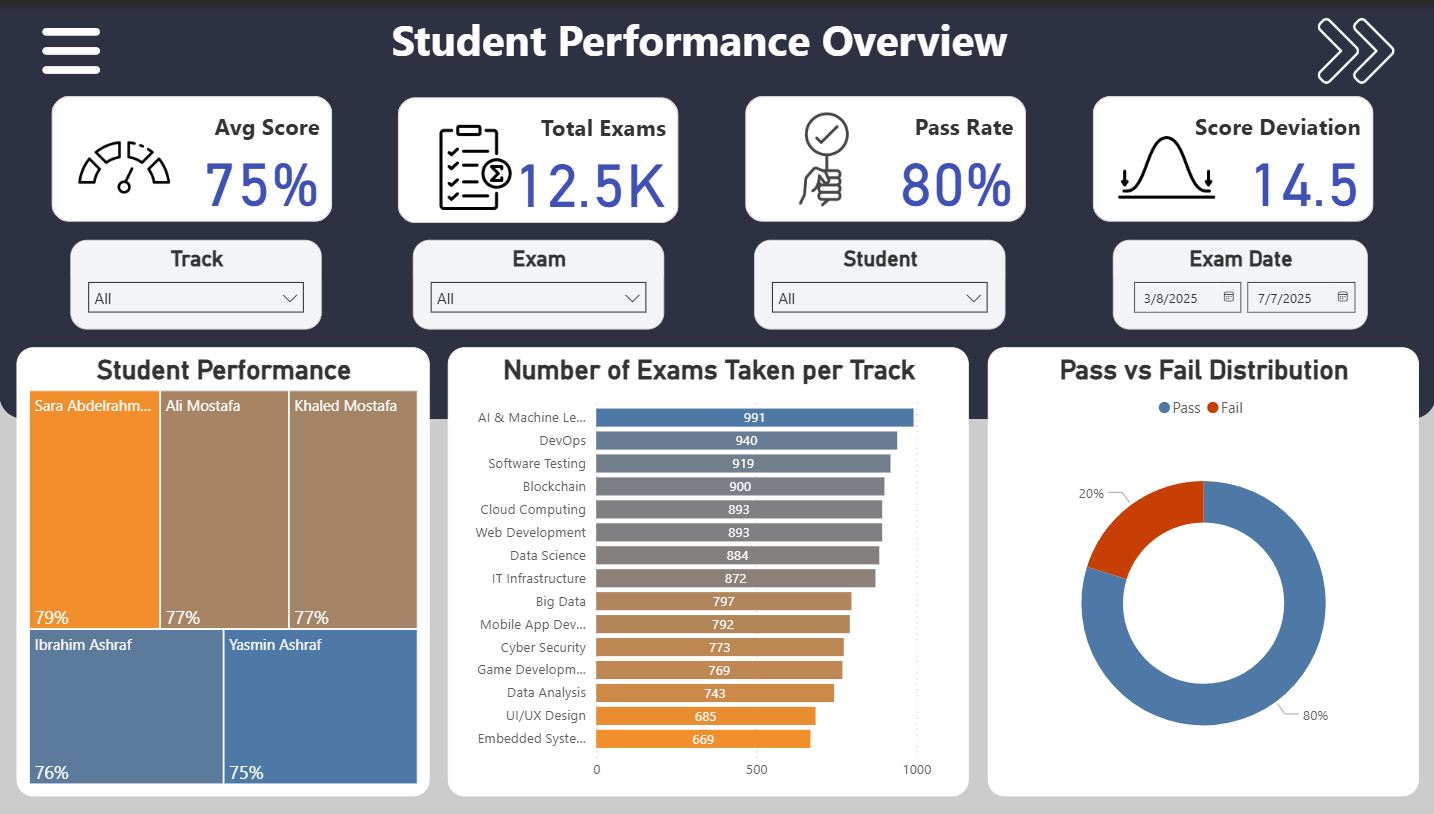 Student Performance Overview
Avg Score
75%
Total Exams
12.5K
Pass Rate
80%
Score Deviation
14.5
Track
All
Exam
All
Student
All
Exam Date
3/8/2025
7/7/2025
Student Performance
Sara Abdelrahm...
79%
Ali Mostafa
77%
Khaled Mostafa
77%
Ibrahim Ashraf
76%
Yasmin Ashraf
75%
Number of Exams Taken per Track
AI & Machine Le... 991
DevOps 940
Software Testing 919
Blockchain 900
Cloud Computing 893
Web Development 893
Data Science 884
IT Infrastructure 872
Big Data 797
Mobile App Dev... 792
Cyber Security 773
Game Developm... 769
Data Analysis 743
UI/UX Design 685
Embedded Syste... 669
0 500 1000
Pass vs Fail Distribution
Pass Fail
20%
80%